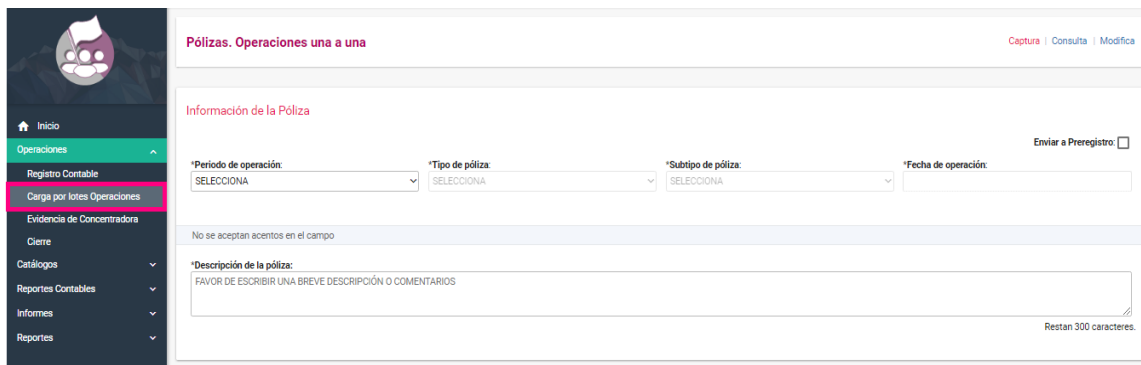 Pólizas. Operaciones una a una
Captura | Consulta | Modifica
Inicio
Operaciones
Registro Contable
Carga por lotes Operaciones
Evidencia de Concentradora
Cierre
Catálogos
Reportes Contables
Informes
Reportes
Información de la Póliza
Enviar a Preregistro:
*Periodo de operación: *Tipo de póliza: *Subtipo de póliza: *Fecha de operación:
SELECCIONA SELECCIONA SELECCIONA
No se aceptan acentos en el campo
*Descripción de la póliza:
FAVOR DE ESCRIBIR UNA BREVE DESCRIPCIÓN O COMENTARIOS
Restan 300 caracteres.